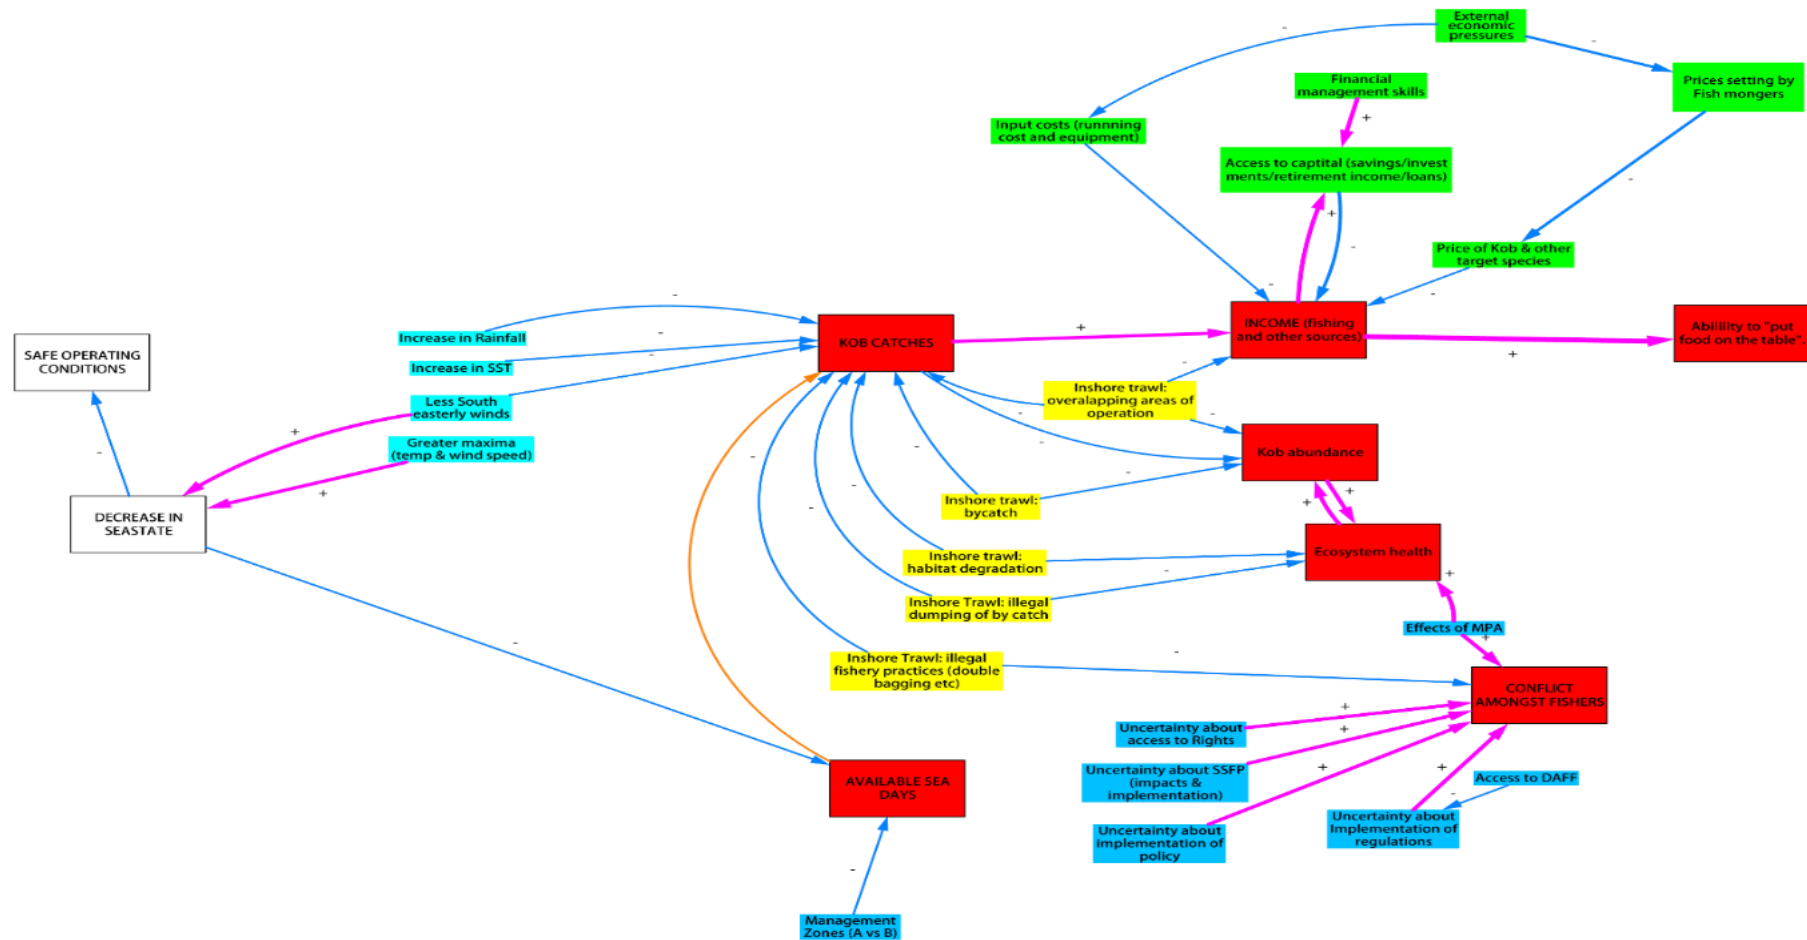 External
economic
pressures
-
-
Prices setting by
Fish mongers
Financial
management skills
+
Input costs (runnning
cost and equipment)
Access to captital (savings/invest
ments/retirement income/loans)
-
+
-
Price of Kob & other
target species
-
-
-
Increase in Rainfall
-
Increase in SST
-
Less South
easterly winds
Greater maxima
(temp & wind speed)
+
+
SAFE OPERATING
CONDITIONS
-
DECREASE IN
SEASTATE
-
KOB CATCHES
+
INCOME (fishing
and other sources)
+
Abilility to "put
food on the table".
-
Inshore trawl:
overalapping areas of
operation
-
-
-
Kob abundance
-
-
Inshore trawl:
bycatch
+
+
-
Inshore trawl:
habitat degradation
Ecosystem health
-
-
Inshore Trawl: illegal
dumping of by catch
+
Effects of MPA
+
-
Inshore Trawl: illegal
fishery practices (double
bagging etc)
-
CONFLICT
AMONGST FISHERS
+
Uncertainty about
access to Rights
+
Uncertainty about SSFP
(impacts &
implementation)
+
Uncertainty about
implementation of
policy
+
Access to DAFF
-
Uncertainty about
Implementation of
regulations
AVAILABLE SEA
DAYS
-
Management
Zones (A vs B)